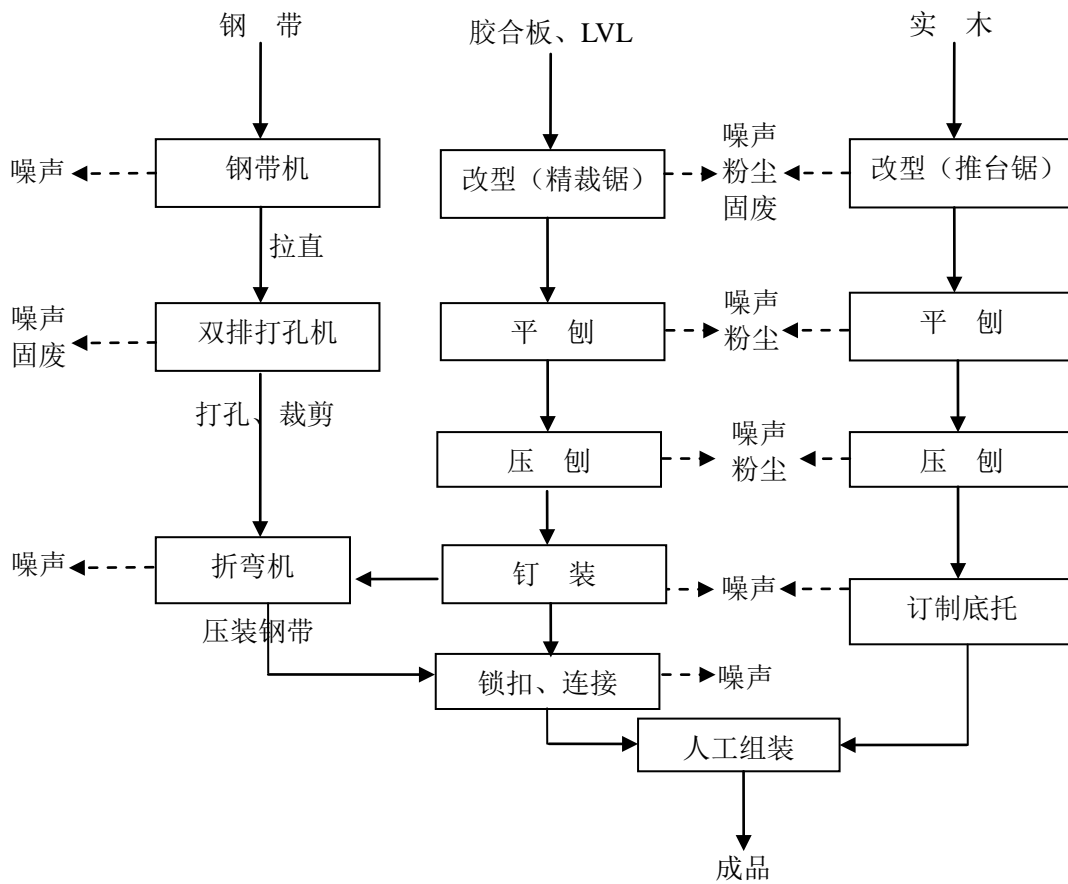 钢 带
胶合板、LVL
实 木
噪声
钢带机
改型（精裁锯）
噪声
粉尘
固废
改型（推台锯）
拉直
噪声
固废
双排打孔机
平 刨
噪声
粉尘
平 刨
打孔、裁剪
压 刨
噪声
粉尘
压 刨
噪声
折弯机
钉 装
噪声
订制底托
压装钢带
锁扣、连接
噪声
人工组装
成品